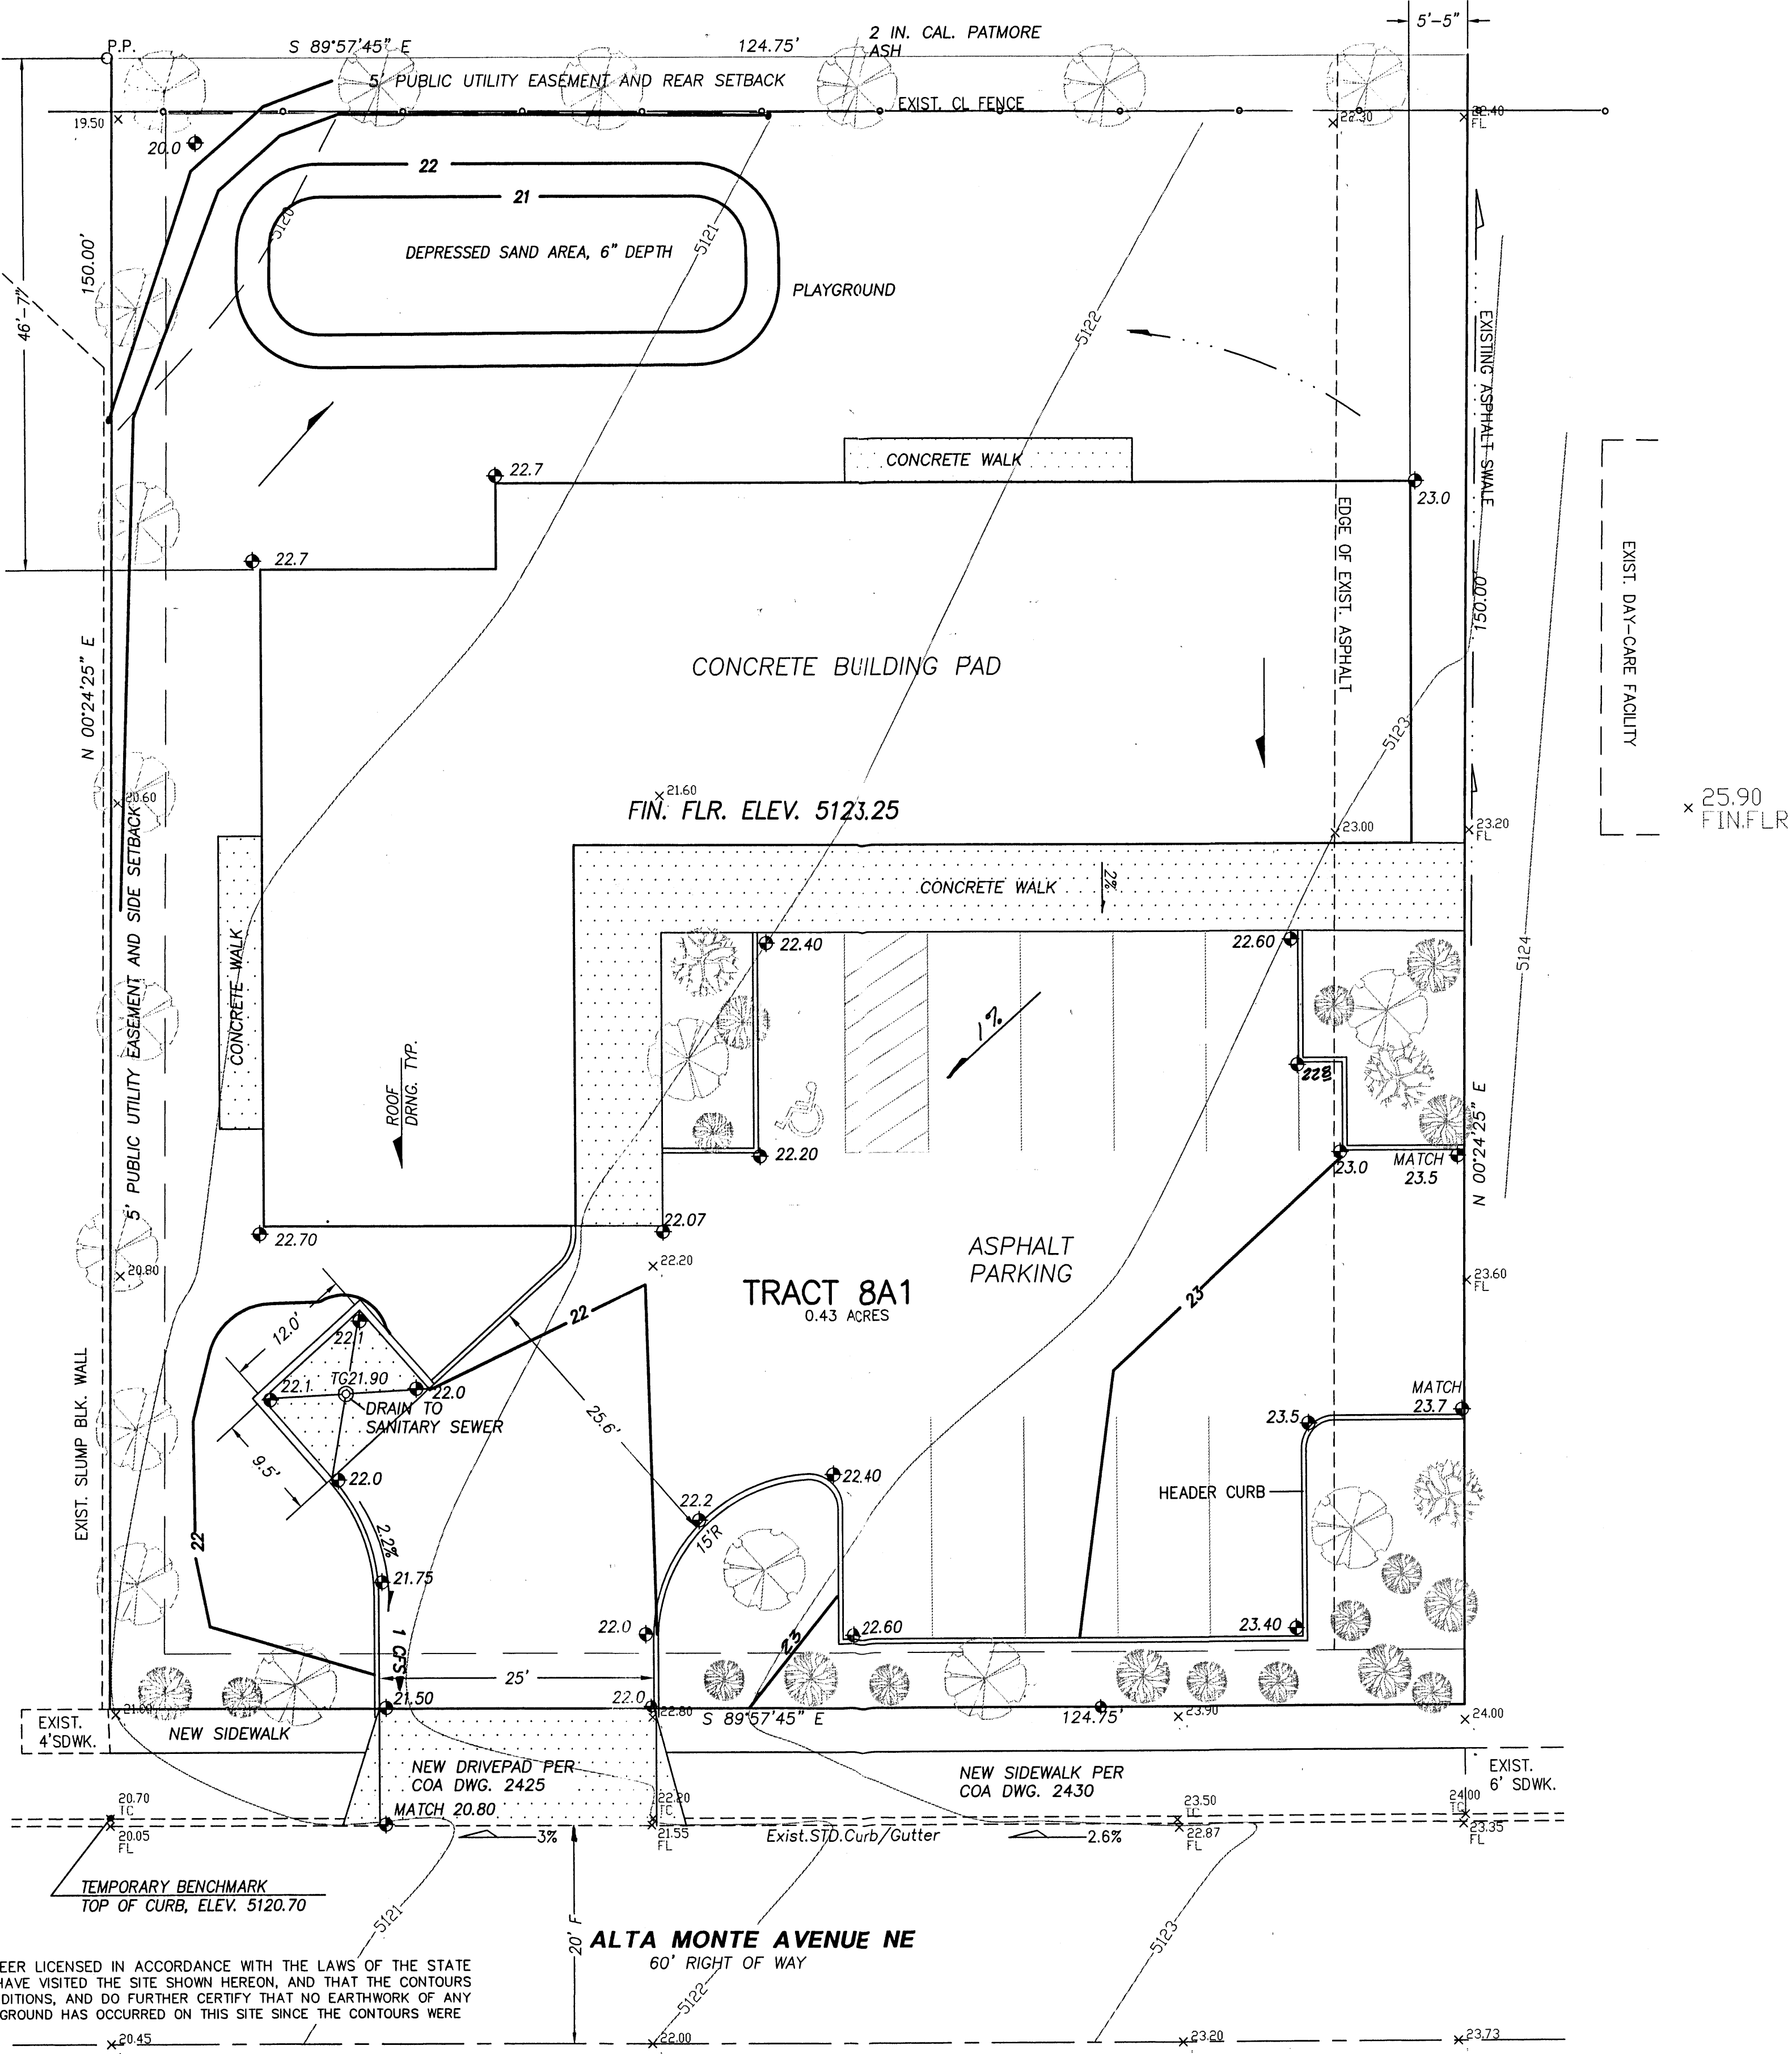 5'-5"
2 IN. CAL. PATMORE
ASH
P.P.
S 89°57'45" E
124.75'
5' PUBLIC UTILITY EASEMENT AND REAR SETBACK
EXIST. CL FENCE
19.50
20.0
22.30
22.40
FL
22
21
5120
DEPRESSED SAND AREA, 6" DEPTH
5121
PLAYGROUND
5122
150.00'
46'-7"
EXISTING ASPHALT SWALE
CONCRETE WALK
22.7
23.0
22.7
EDGE OF EXIST. ASPHALT
150.00'
EXIST. DAY-CARE FACILITY
N 00°24'25" E
CONCRETE BUILDING PAD
5123
20.60
21.60
FIN. FLR. ELEV. 5123.25
23.00
23.20
FL
25.90
FIN.FLR
CONCRETE WALK
2%
5' PUBLIC UTILITY EASEMENT AND SIDE SETBACK
CONCRETE WALK
22.40
22.60
5124
1%
ROOF
DRNG. TYP.
228
22.20
23.0
MATCH
23.5
N 00°24'25" E
22.70
22.07
20.80
22.20
ASPHALT
PARKING
23.60
FL
TRACT 8A1
0.43 ACRES
22
23
12.0'
22.1
TG21.90
22.1
22.0
DRAIN TO
SANITARY SEWER
EXIST. SLUMP BLK. WALL
25.6'
MATCH
23.7
23.5
9.5'
22.0
22.40
22.2
15'R
HEADER CURB
22
2.2%
21.75
22.0
1 CFS
22.60
23.40
23
25'
21.50
22.0
22.80
S 89°57'45" E
124.75'
23.90
24.00
21.00
EXIST.
4'SDWK.
NEW SIDEWALK
NEW DRIVEPAD PER
COA DWG. 2425
NEW SIDEWALK PER
COA DWG. 2430
EXIST.
6' SDWK.
20.70
TC
MATCH 20.80
22.20
TC
23.50
TC
24.00
TC
20.05
FL
3%
21.55
FL
Exist.STD.Curb/Gutter
2.6%
22.87
FL
23.35
FL
TEMPORARY BENCHMARK
TOP OF CURB, ELEV. 5120.70
5121
20' F
ALTA MONTE AVENUE NE
60' RIGHT OF WAY
5123
5122
EER LICENSED IN ACCORDANCE WITH THE LAWS OF THE STATE
HAVE VISITED THE SITE SHOWN HEREON, AND THAT THE CONTOURS
DITIONS, AND DO FURTHER CERTIFY THAT NO EARTHWORK OF ANY
GROUND HAS OCCURRED ON THIS SITE SINCE THE CONTOURS WERE
20.45
22.00
23.20
23.73